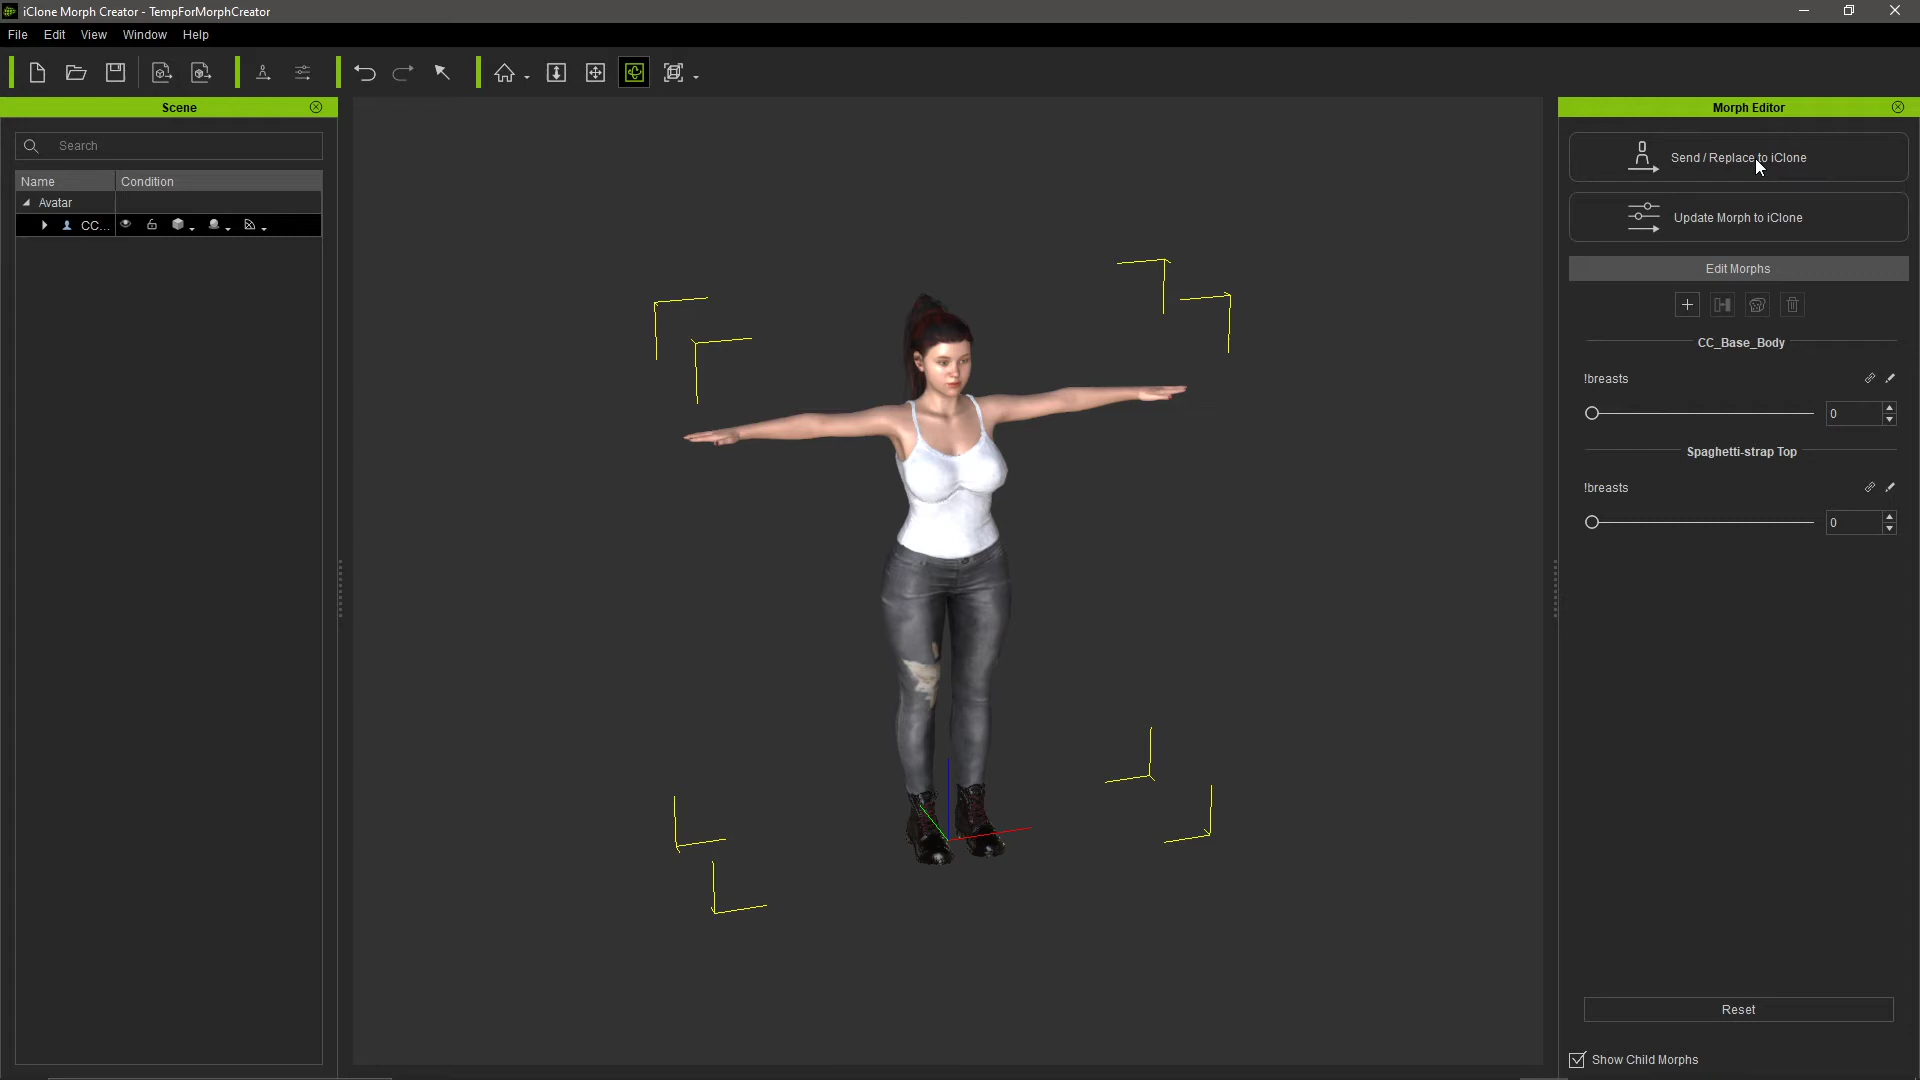 iClone Morph Creator - TempForMorphCreator
File Edit View Window Help
Scene
Search
Name Condition
Avatar
CC...
Morph Editor
Send / Replace to iClone
Update Morph to iClone
Edit Morphs
CC_Base_Body
!breasts
0
Spaghetti-strap Top
!breasts
0
Reset
Show Child Morphs